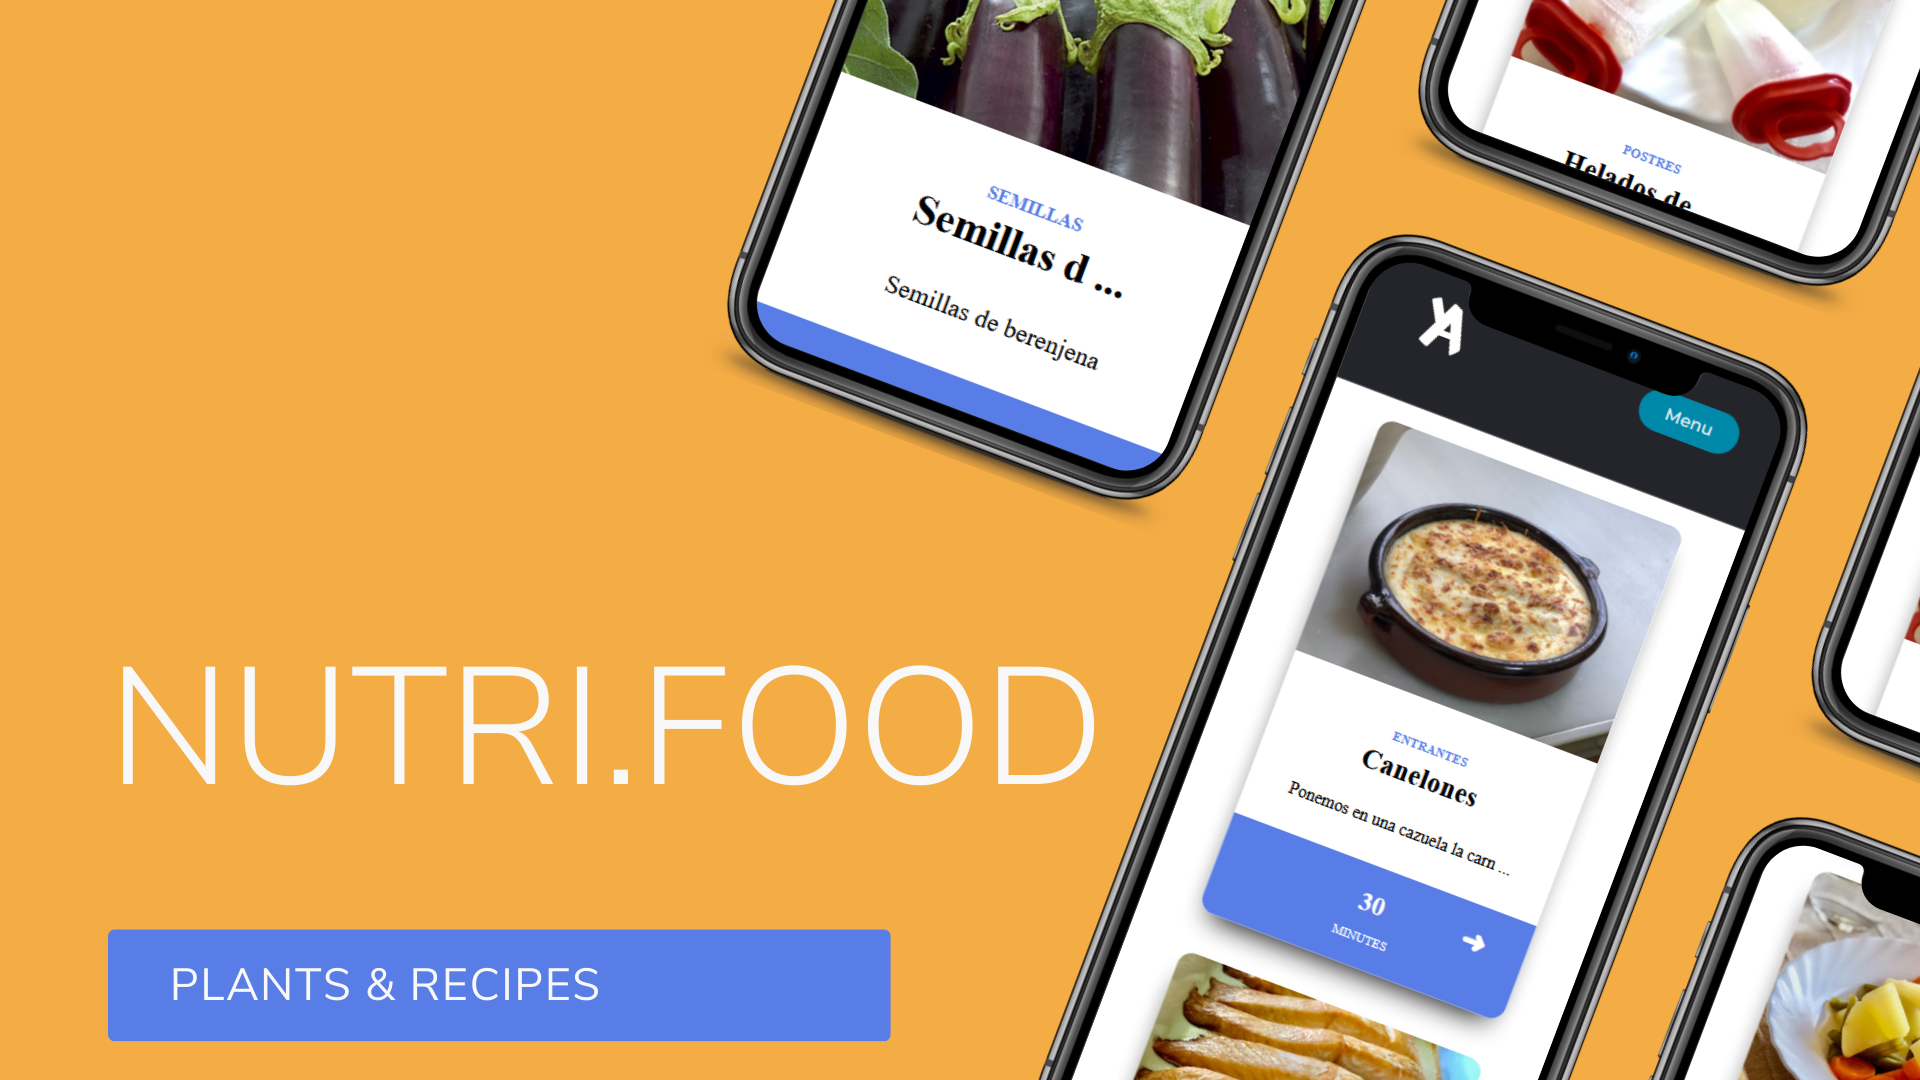 SEMILLAS
Semillas d ...
Semillas de berenjena
POSTRES
Helados de
Menu
ENTRANTES
Canelones
Ponemos en una cazuela la carn ...
30
MINUTES
NUTRI.FOOD
PLANTS & RECIPES